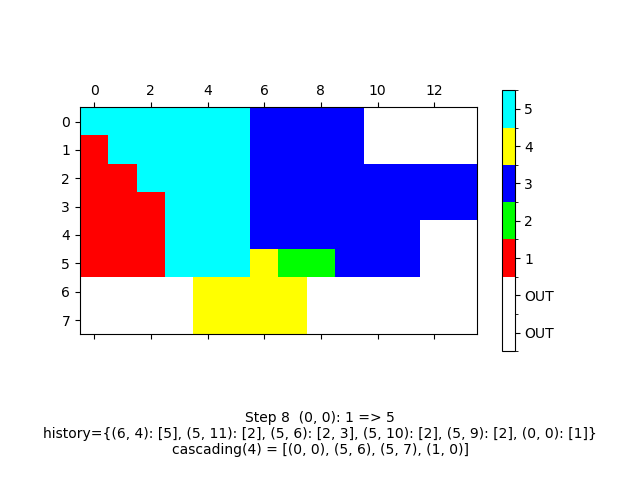 0 2 4 6 8 10 12
0
1
2
3
4
5
6
7
5
4
3
2
1
OUT
OUT
Step 8  (0, 0): 1 => 5
history={(6, 4): [5], (5, 11): [2], (5, 6): [2, 3], (5, 10): [2], (5, 9): [2], (0, 0): [1]}
cascading(4) = [(0, 0), (5, 6), (5, 7), (1, 0)]